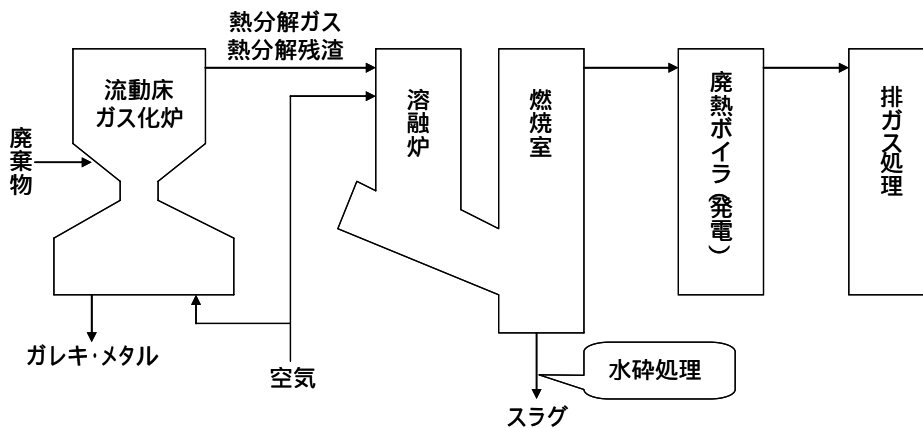 熱分解ガス
熱分解残渣
流動床
ガス化炉
廃棄物
溶融炉
燃焼室
廃熱ボイラ(発電)
排ガス処理
ガレキ・メタル
空気
水砕処理
スラグ